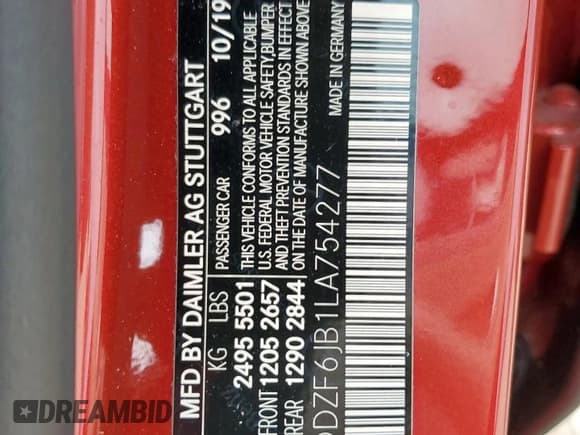 MFD BY DAIMLER AG STUTTGART
KG LBS PASSENGER CAR 996 10/19
2495 5501 THIS VEHICLE CONFORMS TO ALL APPLICABLE
U.S. FEDERAL MOTOR VEHICLE SAFETY, BUMPER
FRONT 1205 2657 AND THEFT PREVENTION STANDARDS IN EFFECT
REAR 1290 2844 ON THE DATE OF MANUFACTURE SHOWN ABOVE
DZF6JB1LA754277 MADE IN GERMANY
DREAMBID
CAR AUCTION